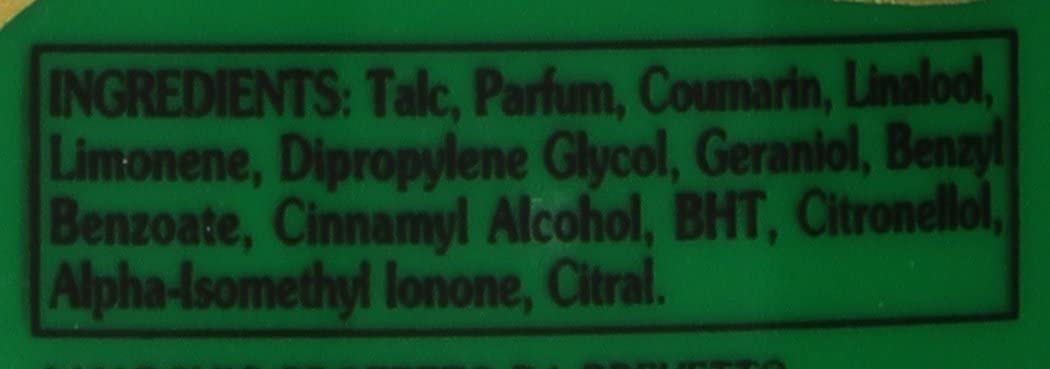 INGREDIENTS: Talc, Parfum, Coumarin, Linalool,
Limonene, Dipropylene Glycol, Geraniol, Benzyl
Benzoate, Cinnamyl Alcohol, BHT, Citronellol,
Alpha-Isomethyl Ionone, Citral.